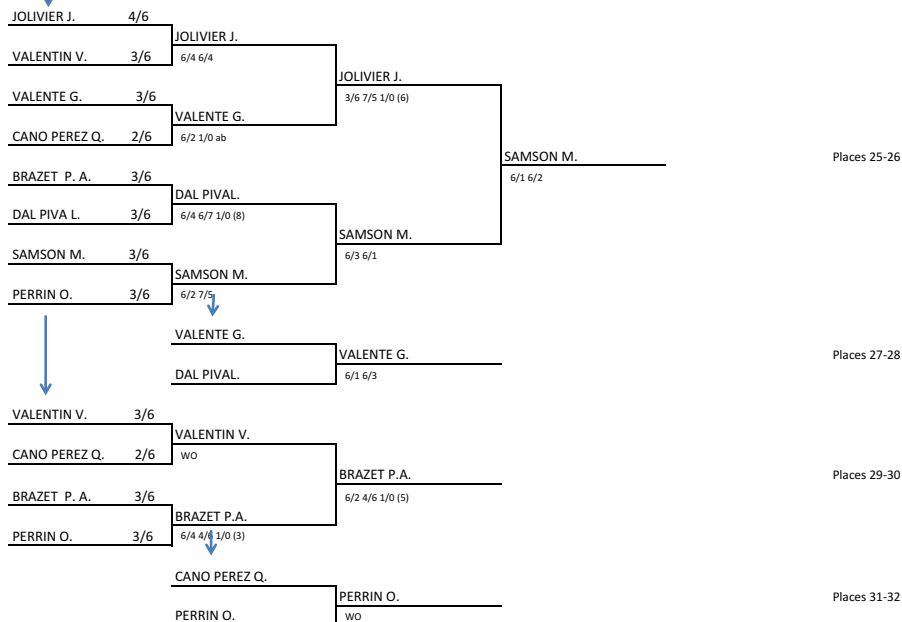 JOLIVIER J. 4/6
JOLIVIER J.
VALENTIN V. 3/6
6/4 6/4
JOLIVIER J.
VALENTE G. 3/6
3/6 7/5 1/0 (6)
VALENTE G.
CANO PEREZ Q. 2/6
6/2 1/0 ab
SAMSON M.
Places 25-26
BRAZET P. A. 3/6
6/1 6/2
DAL PIVAL.
DAL PIVA L. 3/6
6/4 6/7 1/0 (8)
SAMSON M.
SAMSON M. 3/6
6/3 6/1
SAMSON M.
PERRIN O. 3/6
6/2 7/5
VALENTE G.
VALENTE G.
Places 27-28
DAL PIVAL.
6/1 6/3
VALENTIN V. 3/6
VALENTIN V.
CANO PEREZ Q. 2/6
WO
BRAZET P.A.
Places 29-30
BRAZET P. A. 3/6
6/2 4/6 1/0 (5)
BRAZET P.A.
PERRIN O. 3/6
6/4 4/6 1/0 (3)
CANO PEREZ Q.
PERRIN O.
Places 31-32
PERRIN O.
WO